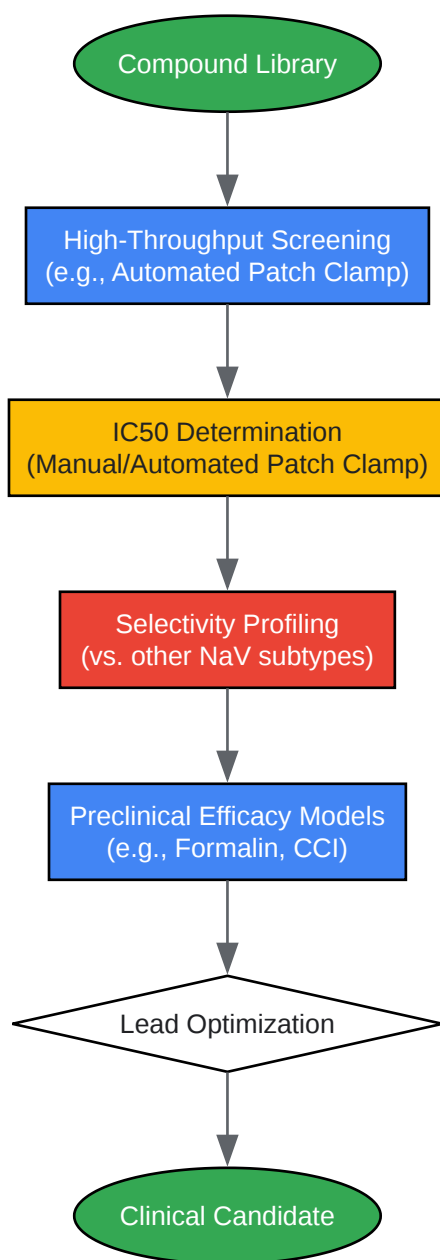 Compound Library
High-Throughput Screening
(e.g., Automated Patch Clamp)
IC50 Determination
(Manual/Automated Patch Clamp)
Selectivity Profiling
(vs. other NaV subtypes)
Preclinical Efficacy Models
(e.g., Formalin, CCI)
Lead Optimization
Clinical Candidate